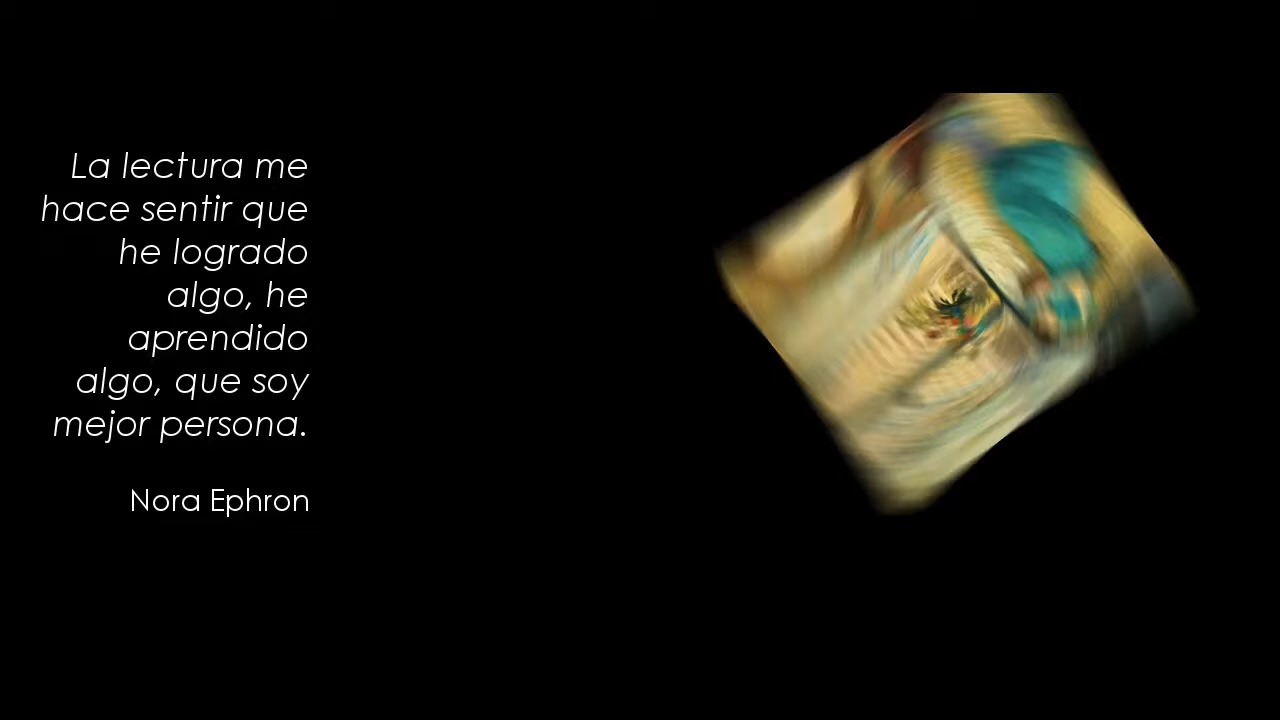 La lectura me
hace sentir que
he logrado
algo, he
aprendido
algo, que soy
mejor persona.
Nora Ephron